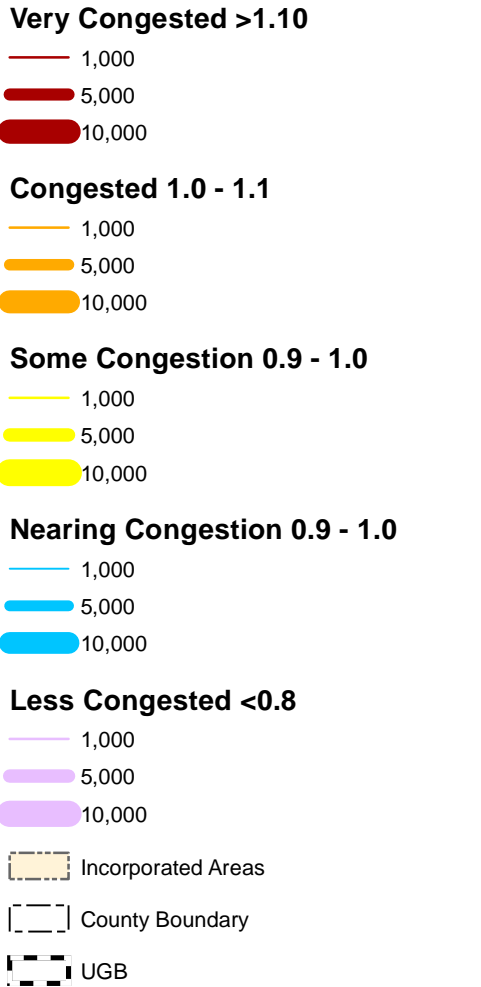 Very Congested >1.10
1,000
5,000
10,000
Congested 1.0 - 1.1
1,000
5,000
10,000
Some Congestion 0.9 - 1.0
1,000
5,000
10,000
Nearing Congestion 0.9 - 1.0
1,000
5,000
10,000
Less Congested <0.8
1,000
5,000
10,000
Incorporated Areas
County Boundary
UGB